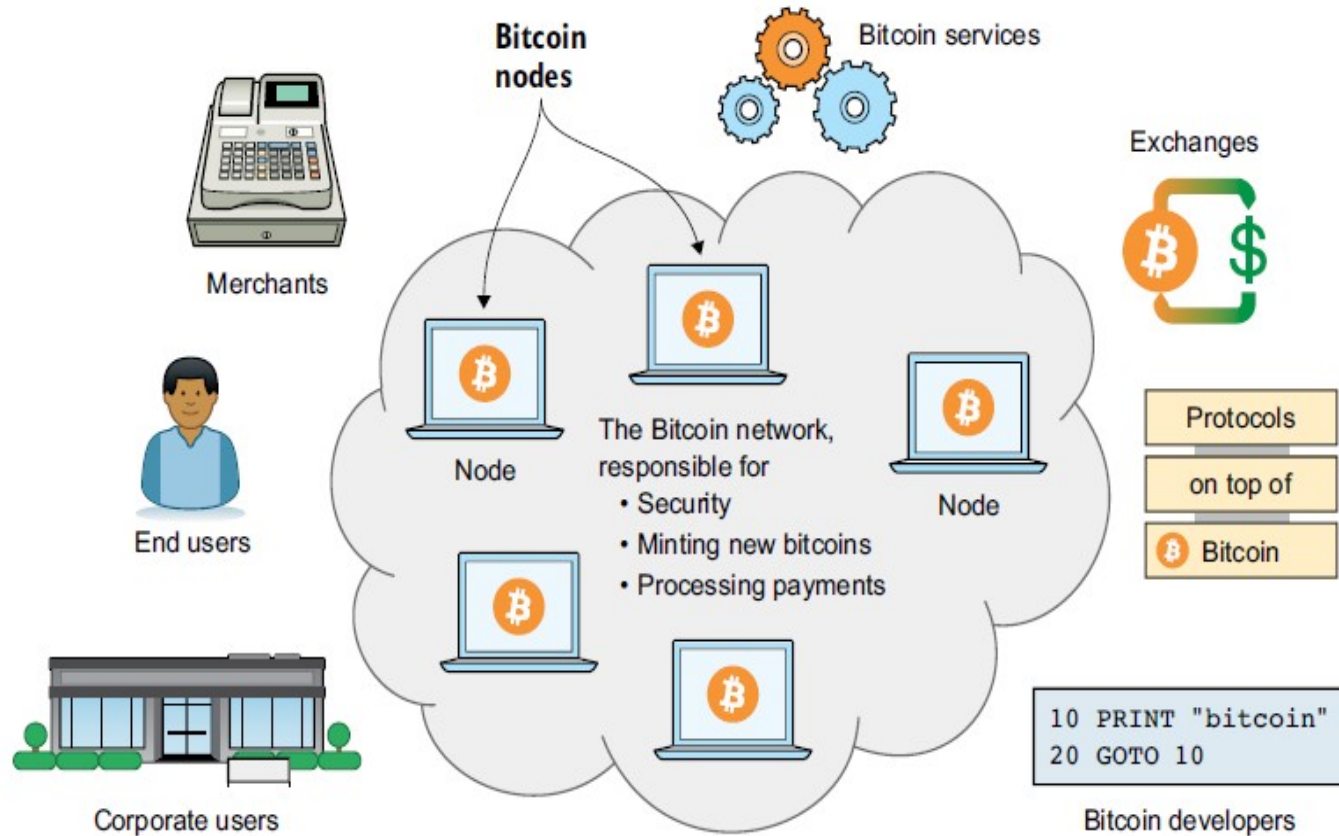 Bitcoin
nodes
Bitcoin services
Exchanges
Merchants
The Bitcoin network,
responsible for
• Security
• Minting new bitcoins
• Processing payments
Node
Node
End users
Protocols
on top of
Bitcoin
Corporate users
10 PRINT "bitcoin"
20 GOTO 10
Bitcoin developers